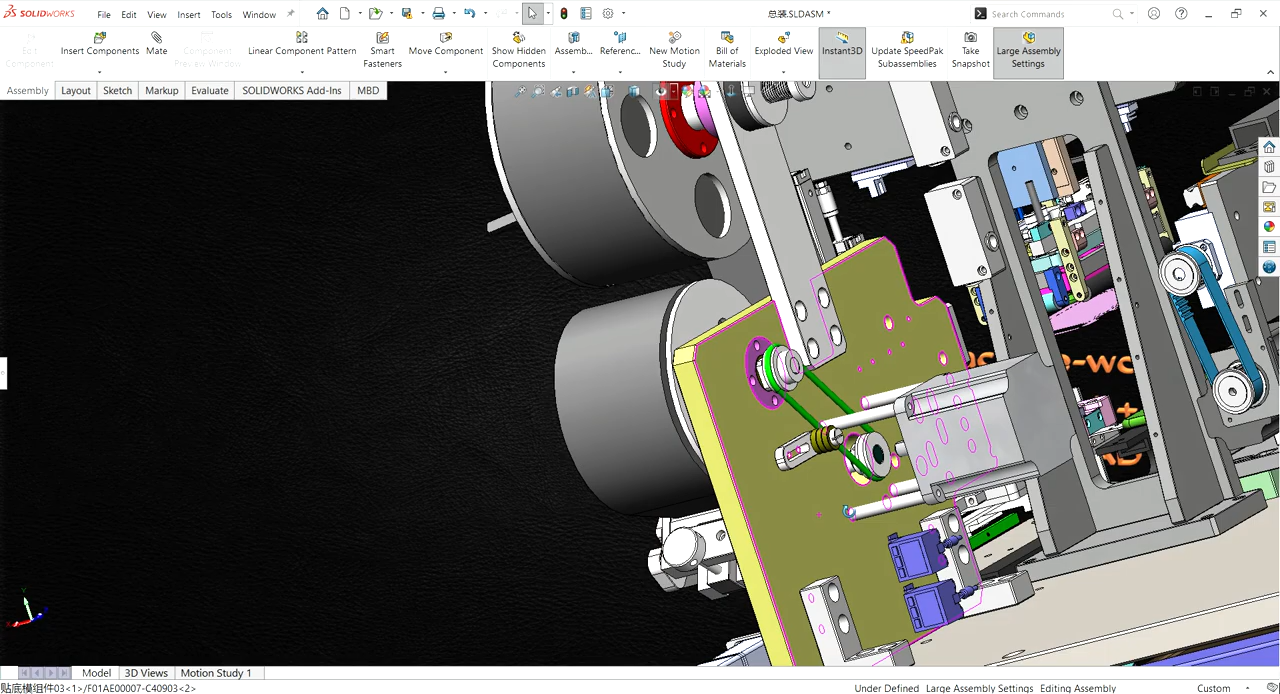 SOLIDWORKS File Edit View Insert Tools Window 总装.SLDASM * Search Commands
Edit Component
Insert Components
Mate
Component Preview Window
Linear Component Pattern
Smart Fasteners
Move Component
Show Hidden Components
Assemb...
Referenc...
New Motion Study
Bill of Materials
Exploded View
Instant3D
Update SpeedPak Subassemblies
Take Snapshot
Large Assembly Settings
Assembly Layout Sketch Markup Evaluate SOLIDWORKS Add-Ins MBD
Model 3D Views Motion Study 1
贴底模组件03<1>/F01AE00007-C40903<2> Under Defined Large Assembly Settings Editing Assembly Custom